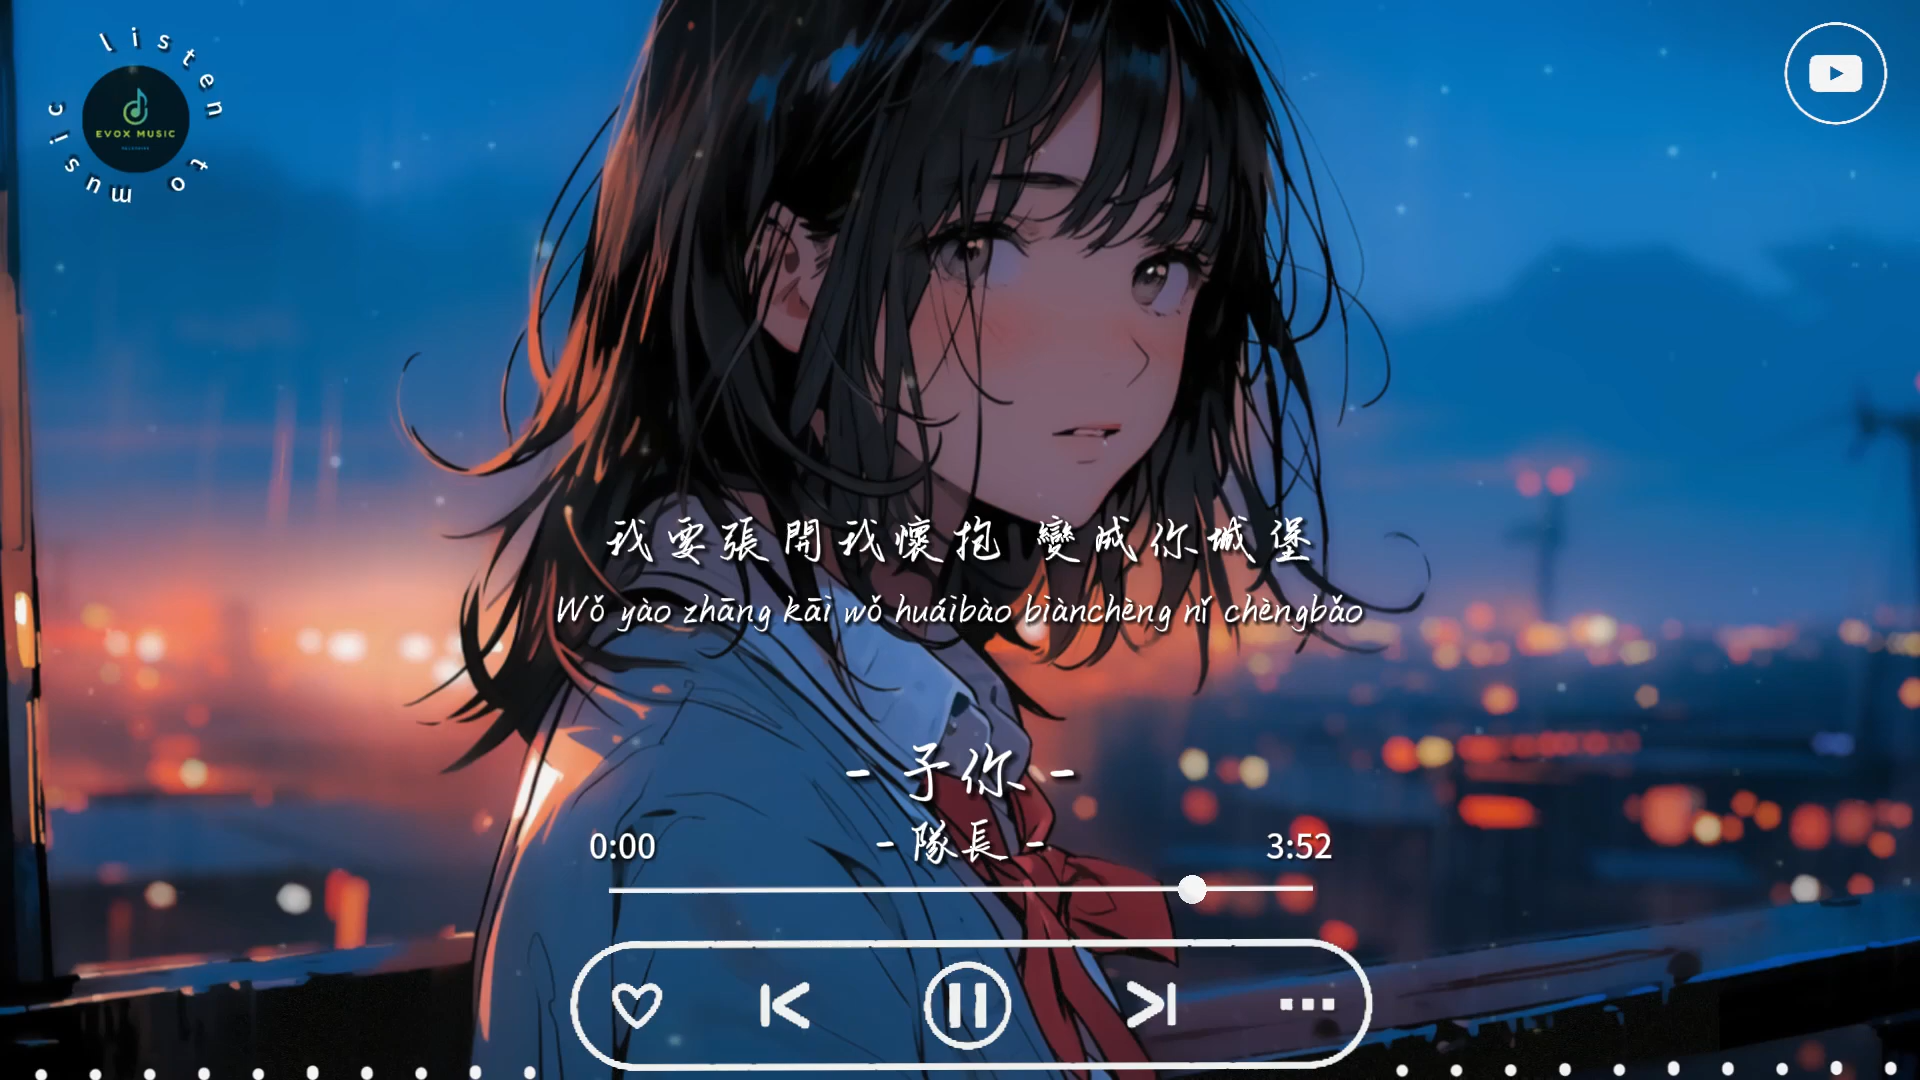 listen to music
EVOX MUSIC
我要張開我懷抱 變成你城堡
Wǒ yào zhāng kāi wǒ huáibào biànchèng nǐ chèngbǎo
- 予你 -
- 隊長 -
0:00
3:52